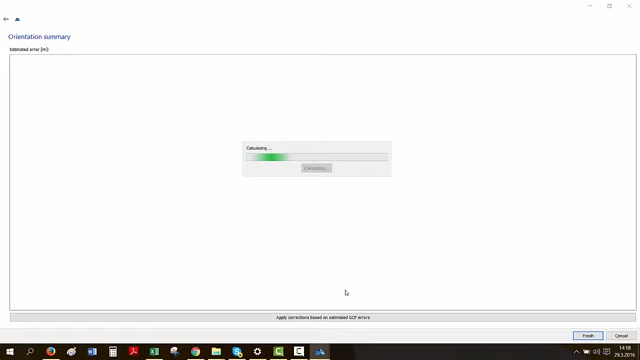 Orientation summary
Estimated error [m]:
Calculating ...
Calculating...
Apply corrections based on estimated GCP errors
Finish
Cancel
14:18
29.3.2016